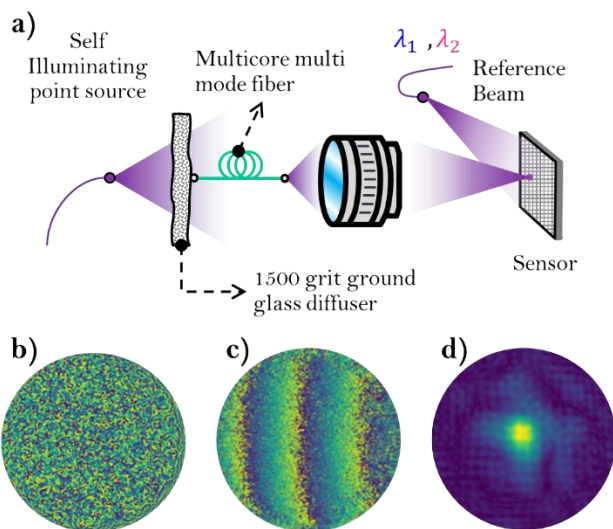 a)
Self
Illuminating
point source
Multicore multi
mode fiber
λ₁ , λ₂
Reference
Beam
Sensor
1500 grit ground
glass diffuser
b)
c)
d)